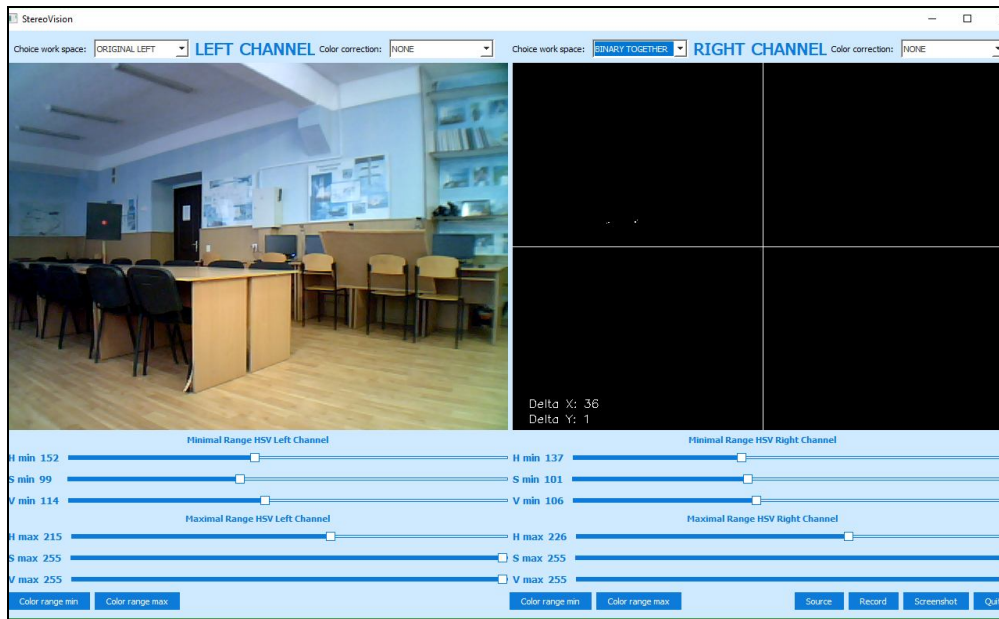 StereoVision
Choice work space: ORIGINAL LEFT LEFT CHANNEL Color correction: NONE
Choice work space: BINARY TOGETHER RIGHT CHANNEL Color correction: NONE
Delta X: 36
Delta Y: 1
Minimal Range HSV Left Channel
H min 152
S min 99
V min 114
Maximal Range HSV Left Channel
H max 215
S max 255
V max 255
Color range min Color range max
Minimal Range HSV Right Channel
H min 137
S min 101
V min 106
Maximal Range HSV Right Channel
H max 226
S max 255
V max 255
Color range min Color range max Source Record Screenshot Quit